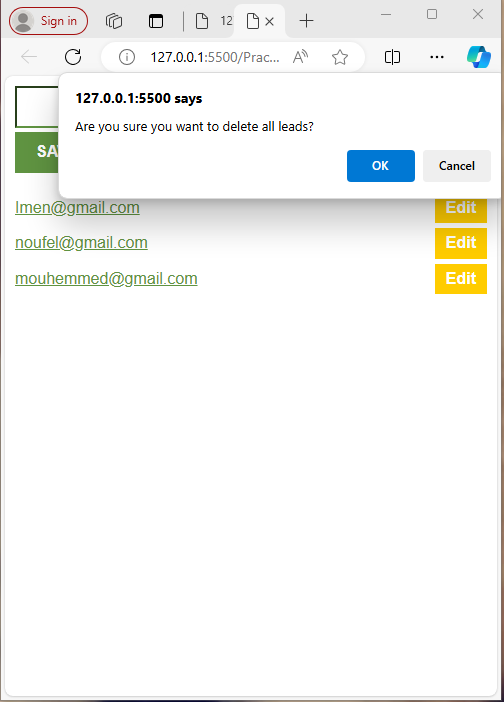 Sign in
12
127.0.0.1:5500/Prac...
127.0.0.1:5500 says
Are you sure you want to delete all leads?
OK Cancel
SA
Imen@gmail.com Edit
noufel@gmail.com Edit
mouhemmed@gmail.com Edit